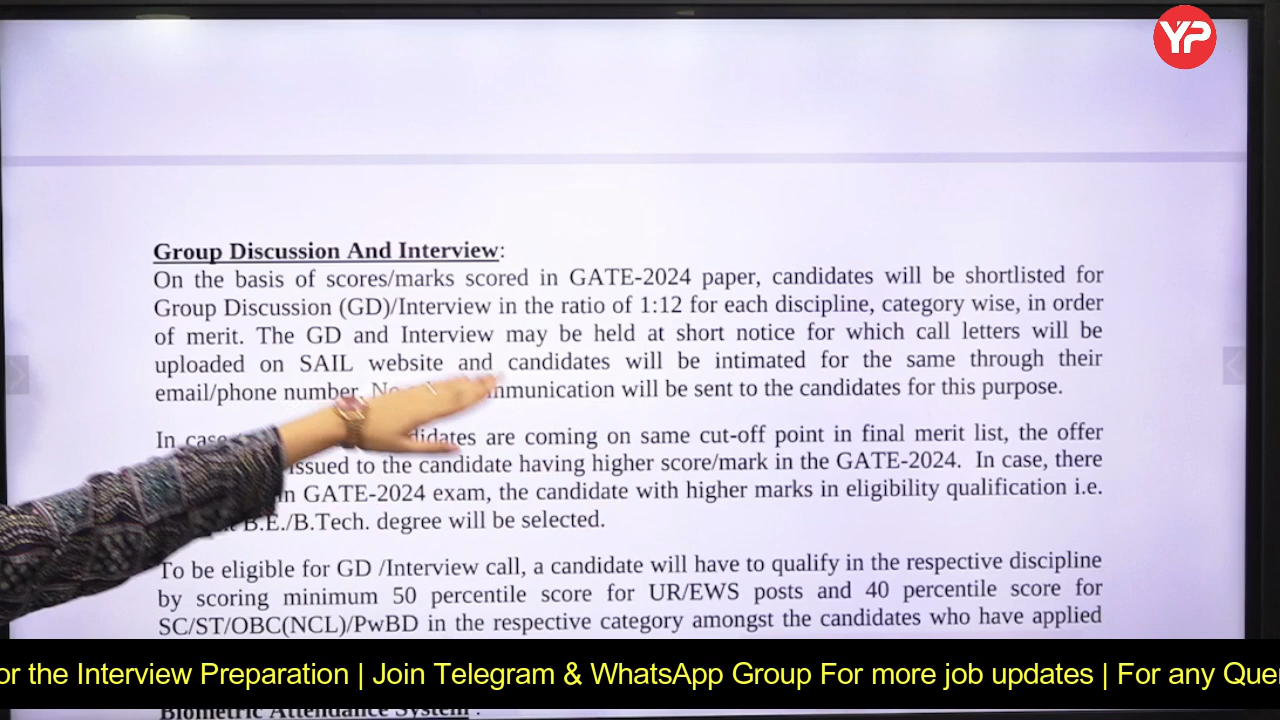 YP
Group Discussion And Interview:
On the basis of scores/marks scored in GATE-2024 paper, candidates will be shortlisted for
Group Discussion (GD)/Interview in the ratio of 1:12 for each discipline, category wise, in order
of merit. The GD and Interview may be held at short notice for which call letters will be
uploaded on SAIL website and candidates will be intimated for the same through their
email/phone number. No communication will be sent to the candidates for this purpose.
In case are coming on same cut-off point in final merit list, the offer
issued to the candidate having higher score/mark in the GATE-2024. In case, there
in GATE-2024 exam, the candidate with higher marks in eligibility qualification i.e.
B.E./B.Tech. degree will be selected.
To be eligible for GD /Interview call, a candidate will have to qualify in the respective discipline
by scoring minimum 50 percentile score for UR/EWS posts and 40 percentile score for
SC/ST/OBC(NCL)/PwBD in the respective category amongst the candidates who have applied
or the Interview Preparation | Join Telegram & WhatsApp Group For more job updates | For any Quer
Biometric Attendance System :